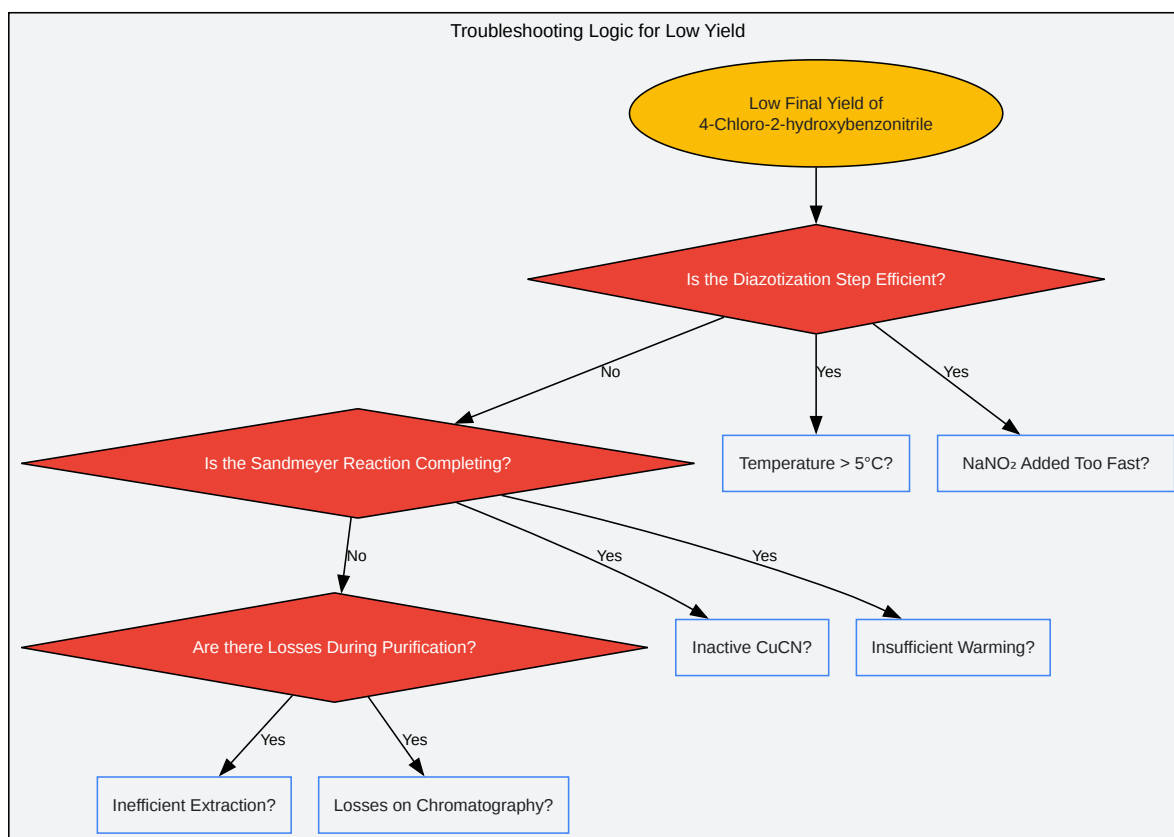 Troubleshooting Logic for Low Yield
Low Final Yield of
4-Chloro-2-hydroxybenzonitrile
Is the Diazotization Step Efficient?
No
Yes
Yes
Is the Sandmeyer Reaction Completing?
Temperature > 5°C?
NaNO₂ Added Too Fast?
No
Yes
Yes
Are there Losses During Purification?
Inactive CuCN?
Insufficient Warming?
Yes
Yes
Inefficient Extraction?
Losses on Chromatography?